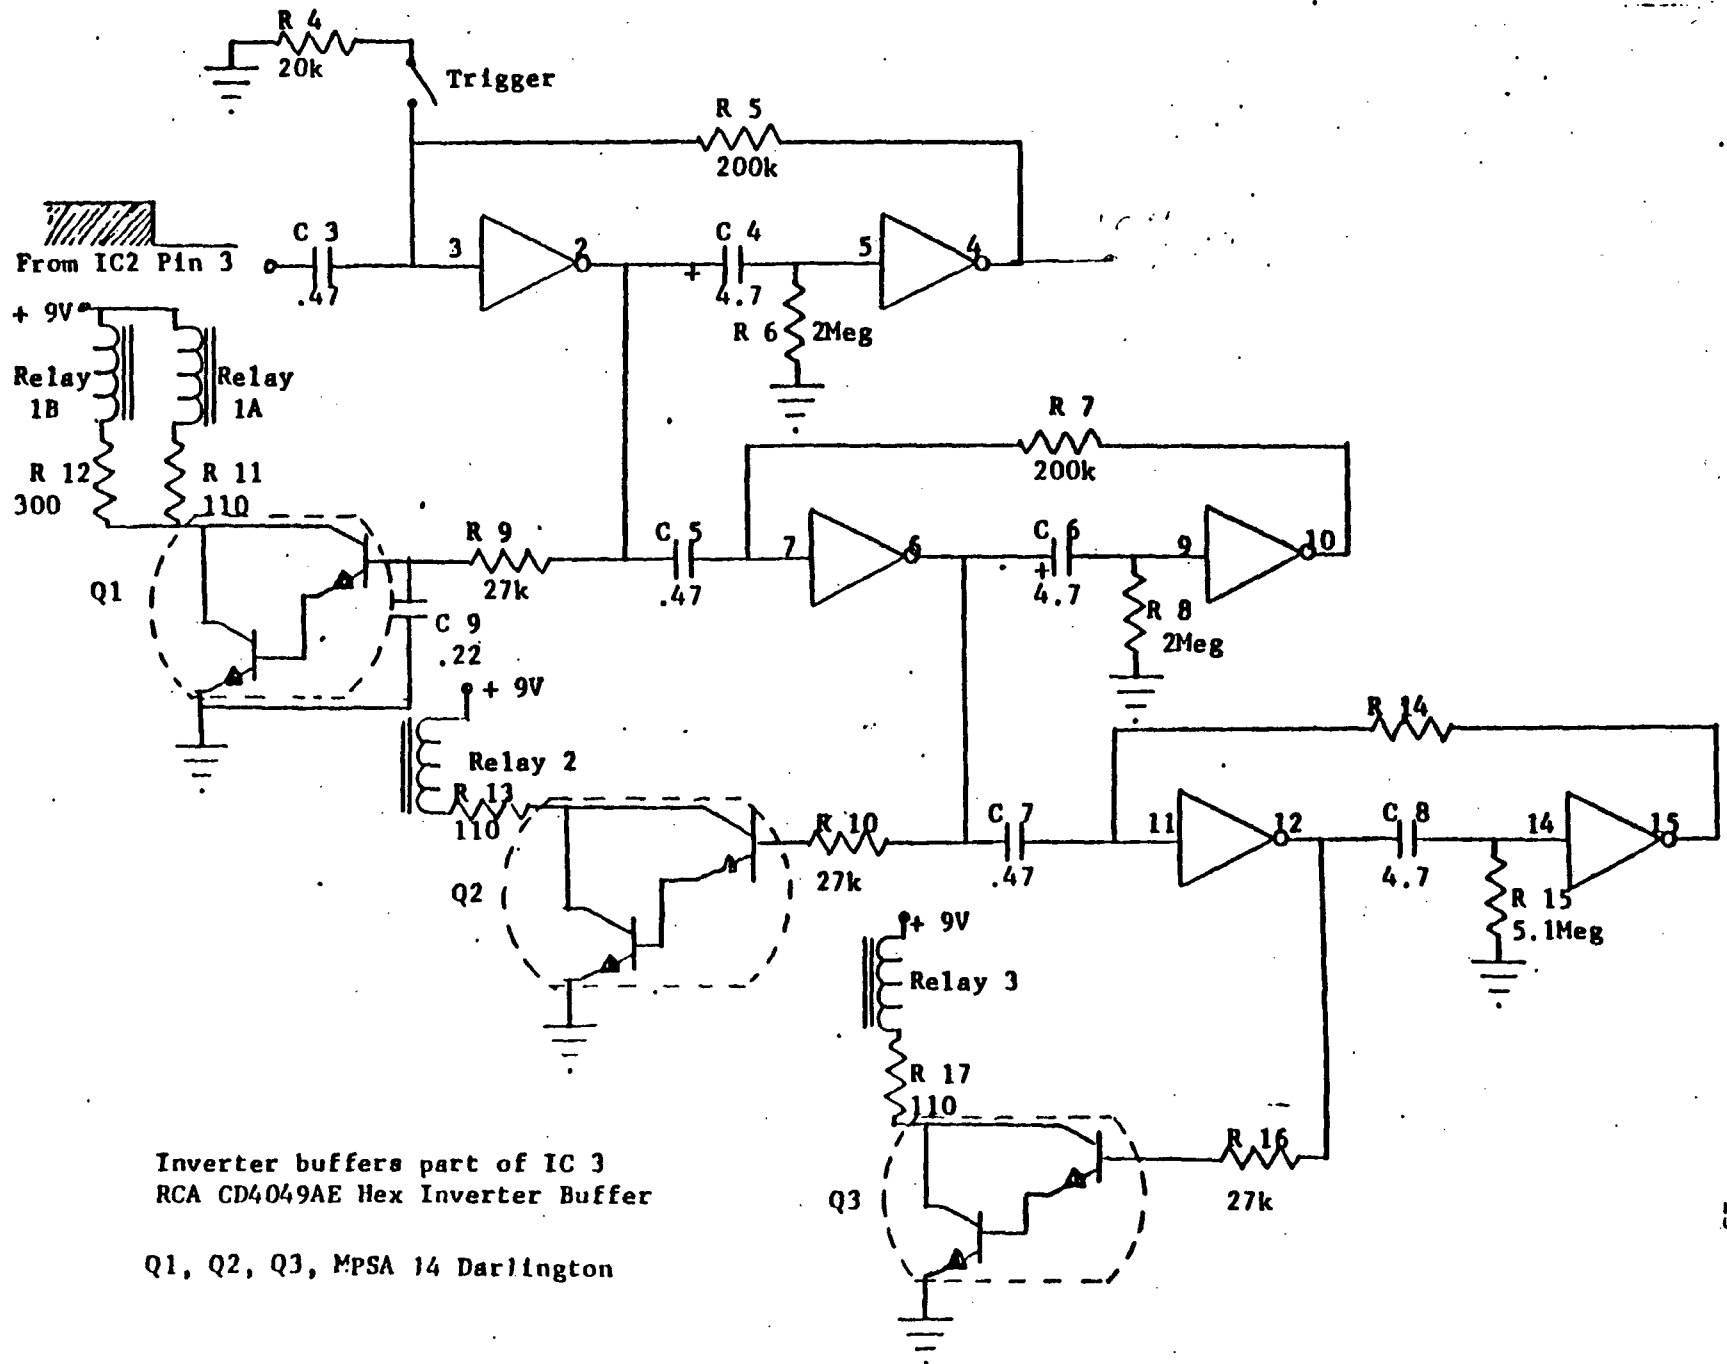 R 4
20k
Trigger
R 5
200k
From IC2 Pin 3
C 3
.47
3
2
C 4
+
4.7
5
4
R 6
2Meg
+ 9V
Relay
1B
Relay
1A
R 12
300
R 11
110
Q1
R 9
27k
C 9
.22
C 5
.47
R 7
200k
7
6
C 6
+
4.7
9
10
R 8
2Meg
+ 9V
Relay 2
R 13
110
Q2
R 10
27k
C 7
.47
R 14
11
12
C 8
4.7
14
15
R 15
5.1Meg
+ 9V
Relay 3
R 17
110
Q3
R 16
27k
Inverter buffers part of IC 3
RCA CD4049AE Hex Inverter Buffer
Q1, Q2, Q3, MPSA 14 Darlington